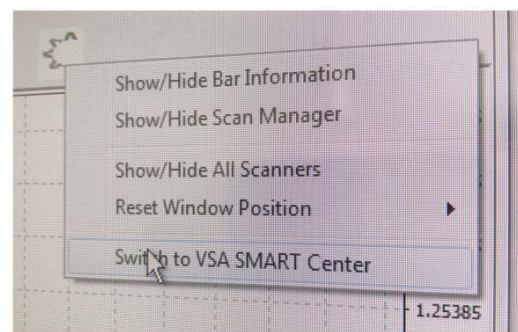 Show/Hide Bar Information
Show/Hide Scan Manager
Show/Hide All Scanners
Reset Window Position
Switch to VSA SMART Center
1.25385